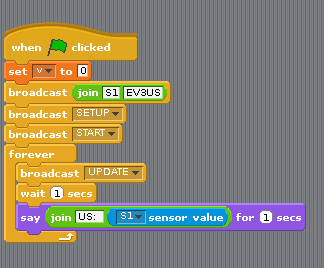 when clicked
set v to 0
broadcast join S1 EV3US
broadcast SETUP
broadcast START
forever
broadcast UPDATE
wait 1 secs
say join US: S1 sensor value for 1 secs